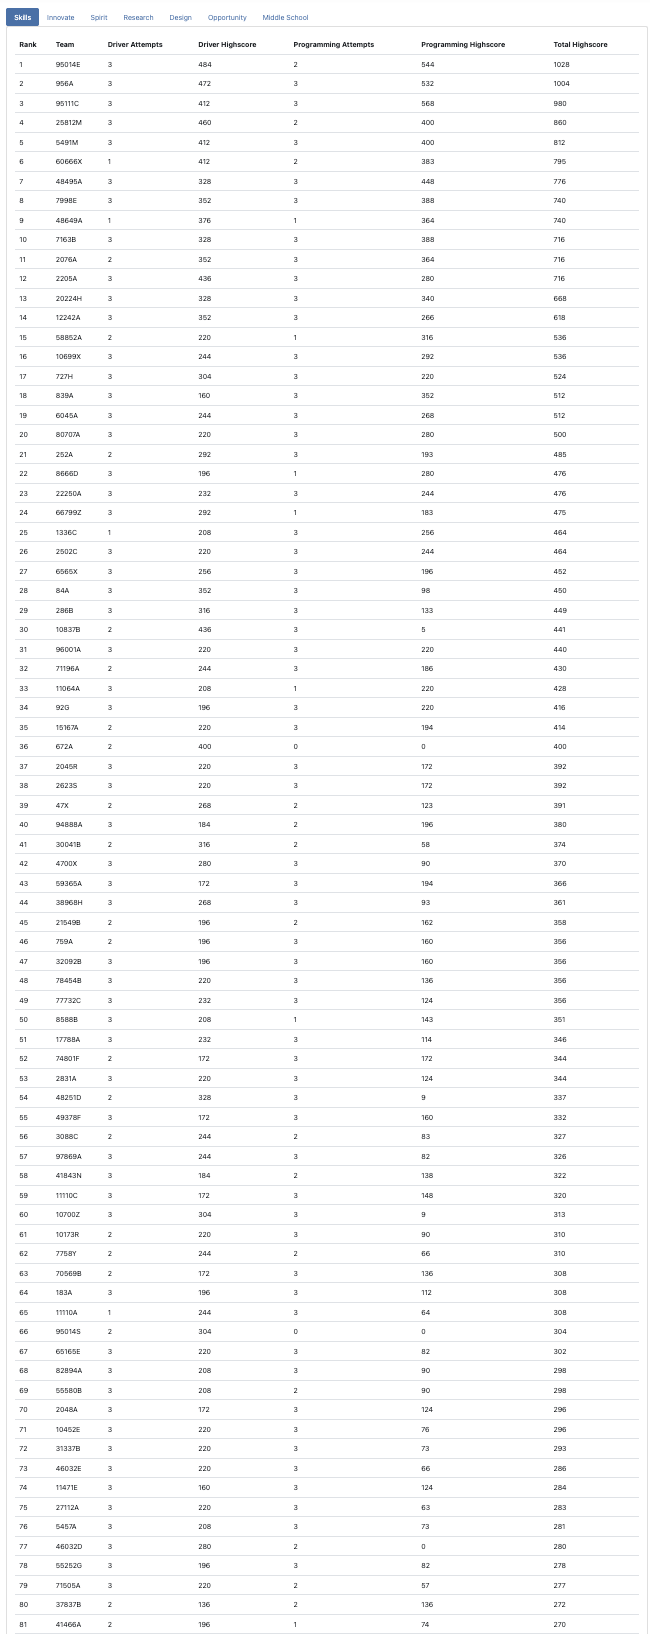 Skills Innovate Spirit Research Design Opportunity Middle School
Rank Team Driver Attempts Driver Highscore Programming Attempts Programming Highscore Total Highscore
1 95014E 3 484 2 544 1028
2 956A 3 472 3 532 1004
3 95111C 3 412 3 568 980
4 25812M 3 460 2 400 860
5 5491M 3 412 3 400 812
6 60666X 1 412 2 383 795
7 48495A 3 328 3 448 776
8 7998E 3 352 3 388 740
9 48649A 1 376 1 364 740
10 7163B 3 328 3 388 716
11 2076A 2 352 3 364 716
12 2205A 3 436 3 280 716
13 20224H 3 328 3 340 668
14 12242A 3 352 3 266 618
15 58852A 2 220 1 316 536
16 10699X 3 244 3 292 536
17 727H 3 304 3 220 524
18 839A 3 160 3 352 512
19 6045A 3 244 3 268 512
20 80707A 3 220 3 280 500
21 252A 2 292 3 193 485
22 8666D 3 196 1 280 476
23 22250A 3 232 3 244 476
24 66799Z 3 292 1 183 475
25 1336C 1 208 3 256 464
26 2502C 3 220 3 244 464
27 6565X 3 256 3 196 452
28 84A 3 352 3 98 450
29 286B 3 316 3 133 449
30 10837B 2 436 3 5 441
31 96001A 3 220 3 220 440
32 71196A 2 244 3 186 430
33 11064A 3 208 1 220 428
34 92G 3 196 3 220 416
35 15167A 2 220 3 194 414
36 672A 2 400 0 0 400
37 2045R 3 220 3 172 392
38 2623S 3 220 3 172 392
39 47X 2 268 2 123 391
40 94888A 3 184 2 196 380
41 30041B 2 316 2 58 374
42 4700X 3 280 3 90 370
43 59365A 3 172 3 194 366
44 38968H 3 268 3 93 361
45 21549B 2 196 2 162 358
46 759A 2 196 3 160 356
47 32092B 3 196 3 160 356
48 78454B 3 220 3 136 356
49 77732C 3 232 3 124 356
50 8588B 3 208 1 143 351
51 17788A 3 232 3 114 346
52 74801F 2 172 3 172 344
53 2831A 3 220 3 124 344
54 48251D 2 328 3 9 337
55 49378F 3 172 3 160 332
56 3088C 2 244 2 83 327
57 97869A 3 244 3 82 326
58 41843N 3 184 2 138 322
59 11110C 3 172 3 148 320
60 10700Z 3 304 3 9 313
61 10173R 2 220 3 90 310
62 7758Y 2 244 2 66 310
63 70569B 2 172 3 136 308
64 183A 3 196 3 112 308
65 11110A 1 244 3 64 308
66 95014S 2 304 0 0 304
67 65165E 3 220 3 82 302
68 82894A 3 208 3 90 298
69 55580B 3 208 2 90 298
70 2048A 3 172 3 124 296
71 10452E 3 220 3 76 296
72 31337B 3 220 3 73 293
73 46032E 3 220 3 66 286
74 11471E 3 160 3 124 284
75 27112A 3 220 3 63 283
76 5457A 3 208 3 73 281
77 46032D 3 280 2 0 280
78 55252G 3 196 3 82 278
79 71505A 3 220 2 57 277
80 37837B 2 136 2 136 272
81 41466A 2 196 1 74 270